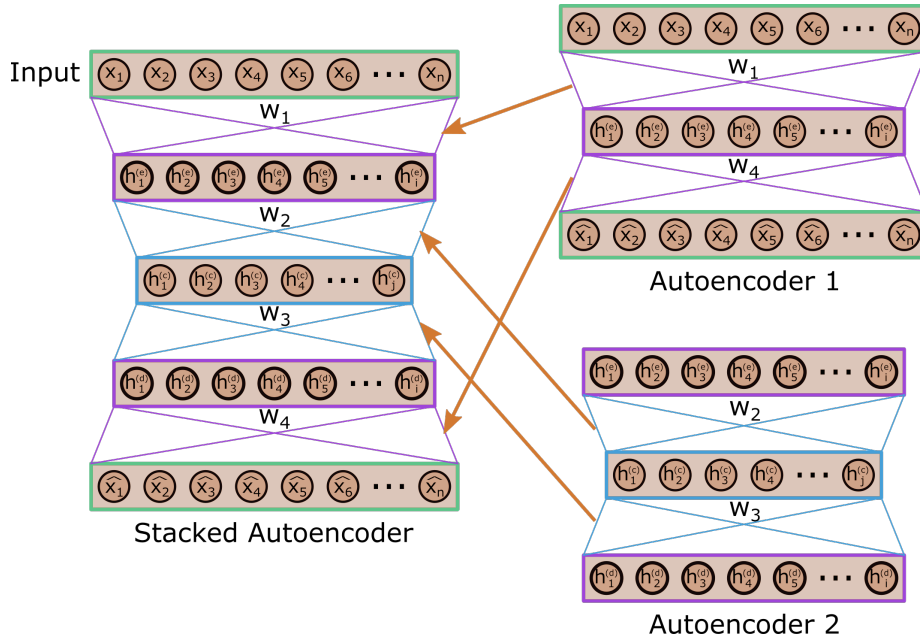 Input
x₁ x₂ x₃ x₄ x₅ x₆ ... xₙ
w₁
h₁⁽ᵉ⁾ h₂⁽ᵉ⁾ h₃⁽ᵉ⁾ h₄⁽ᵉ⁾ h₅⁽ᵉ⁾ ... hᵢ⁽ᵉ⁾
w₂
h₁⁽ᶜ⁾ h₂⁽ᶜ⁾ h₃⁽ᶜ⁾ h₄⁽ᶜ⁾ ... hⱼ⁽ᶜ⁾
w₃
h₁⁽ᵈ⁾ h₂⁽ᵈ⁾ h₃⁽ᵈ⁾ h₄⁽ᵈ⁾ h₅⁽ᵈ⁾ ... hᵢ⁽ᵈ⁾
w₄
x̂₁ x̂₂ x̂₃ x̂₄ x̂₅ x̂₆ ... x̂ₙ
Stacked Autoencoder
x₁ x₂ x₃ x₄ x₅ x₆ ... xₙ
w₁
h₁⁽ᵉ⁾ h₂⁽ᵉ⁾ h₃⁽ᵉ⁾ h₄⁽ᵉ⁾ h₅⁽ᵉ⁾ ... hᵢ⁽ᵉ⁾
w₄
x̂₁ x̂₂ x̂₃ x̂₄ x̂₅ x̂₆ ... x̂ₙ
Autoencoder 1
h₁⁽ᵉ⁾ h₂⁽ᵉ⁾ h₃⁽ᵉ⁾ h₄⁽ᵉ⁾ h₅⁽ᵉ⁾ ... hᵢ⁽ᵉ⁾
w₂
h₁⁽ᶜ⁾ h₂⁽ᶜ⁾ h₃⁽ᶜ⁾ h₄⁽ᶜ⁾ ... hⱼ⁽ᶜ⁾
w₃
h₁⁽ᵈ⁾ h₂⁽ᵈ⁾ h₃⁽ᵈ⁾ h₄⁽ᵈ⁾ h₅⁽ᵈ⁾ ... hᵢ⁽ᵈ⁾
Autoencoder 2